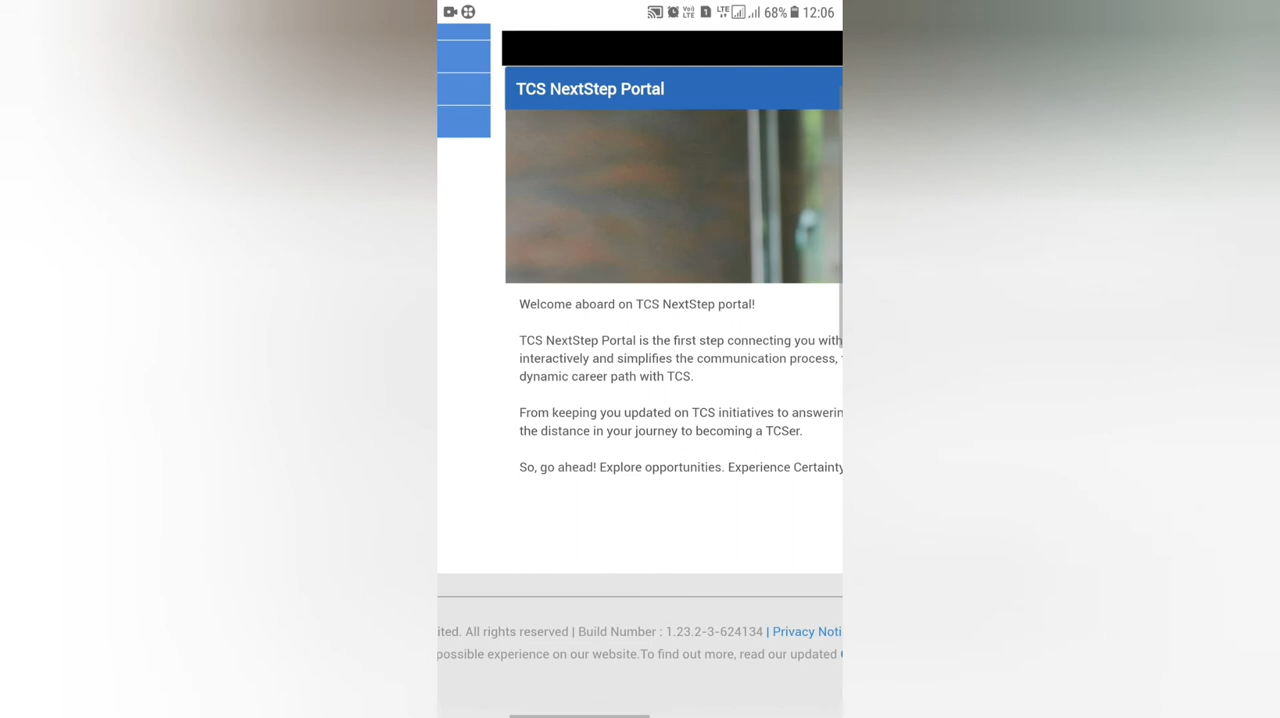 Vo) LTE 1 LTE 68% 12:06
TCS NextStep Portal
Welcome aboard on TCS NextStep portal!
TCS NextStep Portal is the first step connecting you with
interactively and simplifies the communication process,
dynamic career path with TCS.
From keeping you updated on TCS initiatives to answerin
the distance in your journey to becoming a TCSer.
So, go ahead! Explore opportunities. Experience Certainty
ited. All rights reserved | Build Number : 1.23.2-3-624134 | Privacy Noti
possible experience on our website.To find out more, read our updated